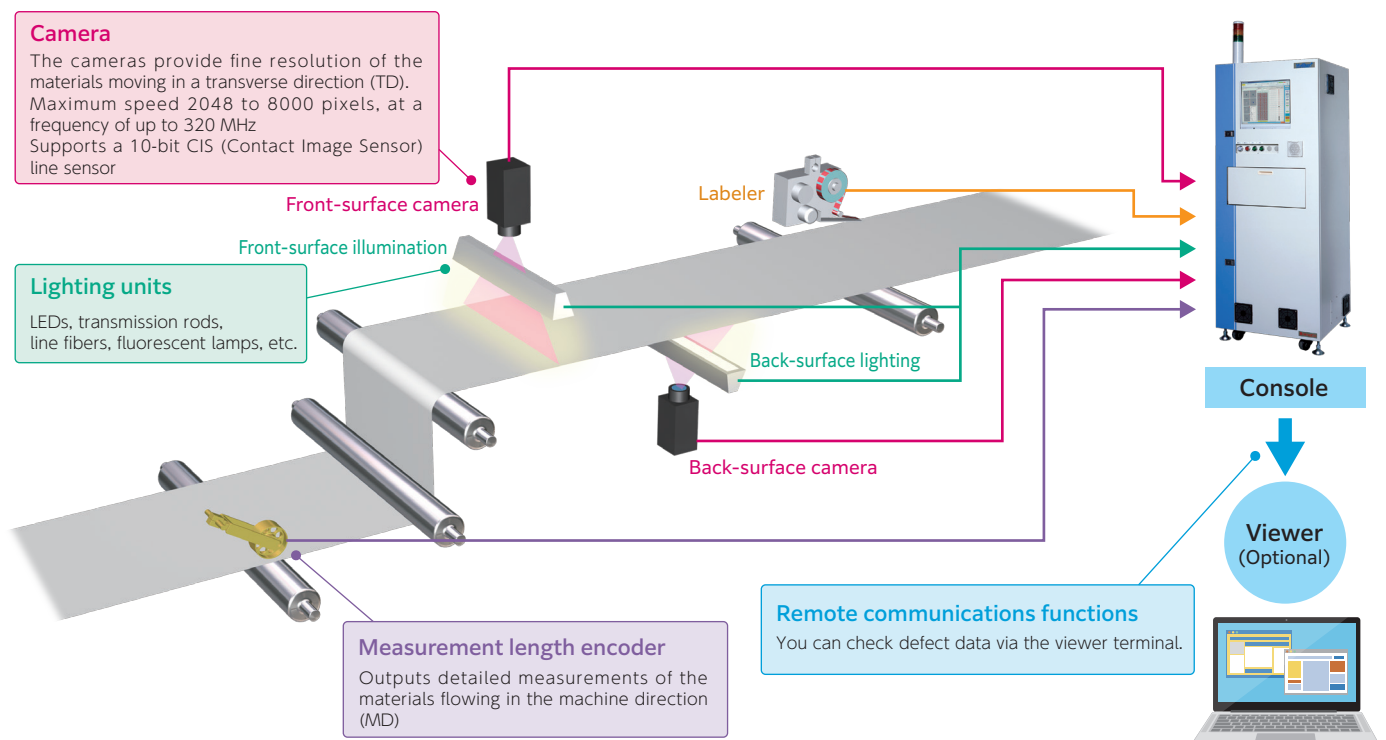 Camera
The cameras provide fine resolution of the
materials moving in a transverse direction (TD).
Maximum speed 2048 to 8000 pixels, at a
frequency of up to 320 MHz
Supports a 10-bit CIS (Contact Image Sensor)
line sensor
Front-surface camera
Labeler
Front-surface illumination
Lighting units
LEDs, transmission rods,
line fibers, fluorescent lamps, etc.
Back-surface lighting
Back-surface camera
Console
Viewer
(Optional)
Remote communications functions
You can check defect data via the viewer terminal.
Measurement length encoder
Outputs detailed measurements of the
materials flowing in the machine direction
(MD)